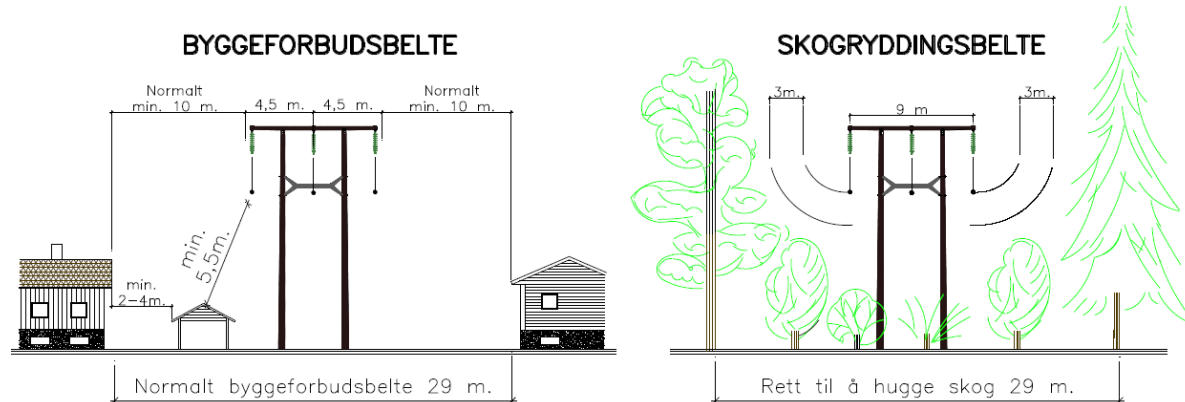 BYGGEFORBUDSBELTE
Normalt
min. 10 m.
4,5 m.
4,5 m.
Normalt
min. 10 m.
min.
5,5m.
min.
2-4m.
Normalt byggeforbudsbelte 29 m.
SKOGRYDDINGSBELTE
3m.
9 m
3m.
Rett til å hugge skog 29 m.